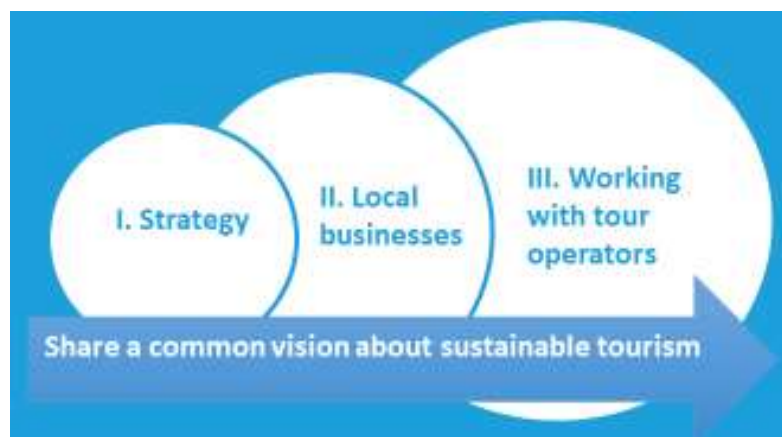 I. Strategy
II. Local
businesses
III. Working
with tour
operators
Share a common vision about sustainable tourism